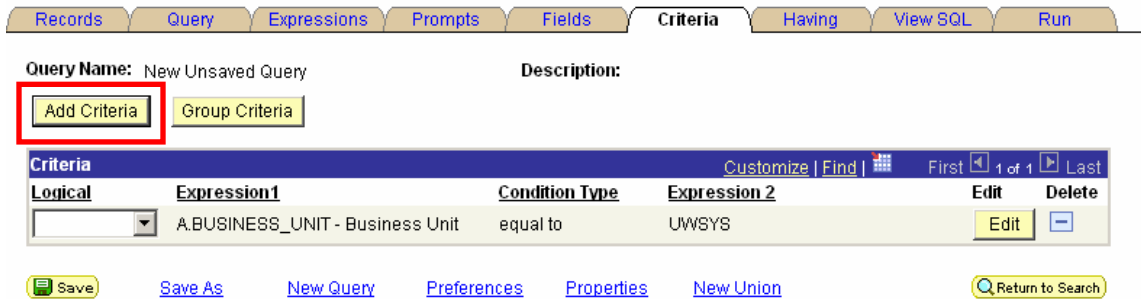 Records Query Expressions Prompts Fields Criteria Having View SQL Run
Query Name: New Unsaved Query Description:
Add Criteria Group Criteria
Criteria Customize | Find | First 1 of 1 Last
Logical Expression1 Condition Type Expression 2 Edit Delete
A.BUSINESS_UNIT - Business Unit equal to UWSYS Edit
Save Save As New Query Preferences Properties New Union Return to Search